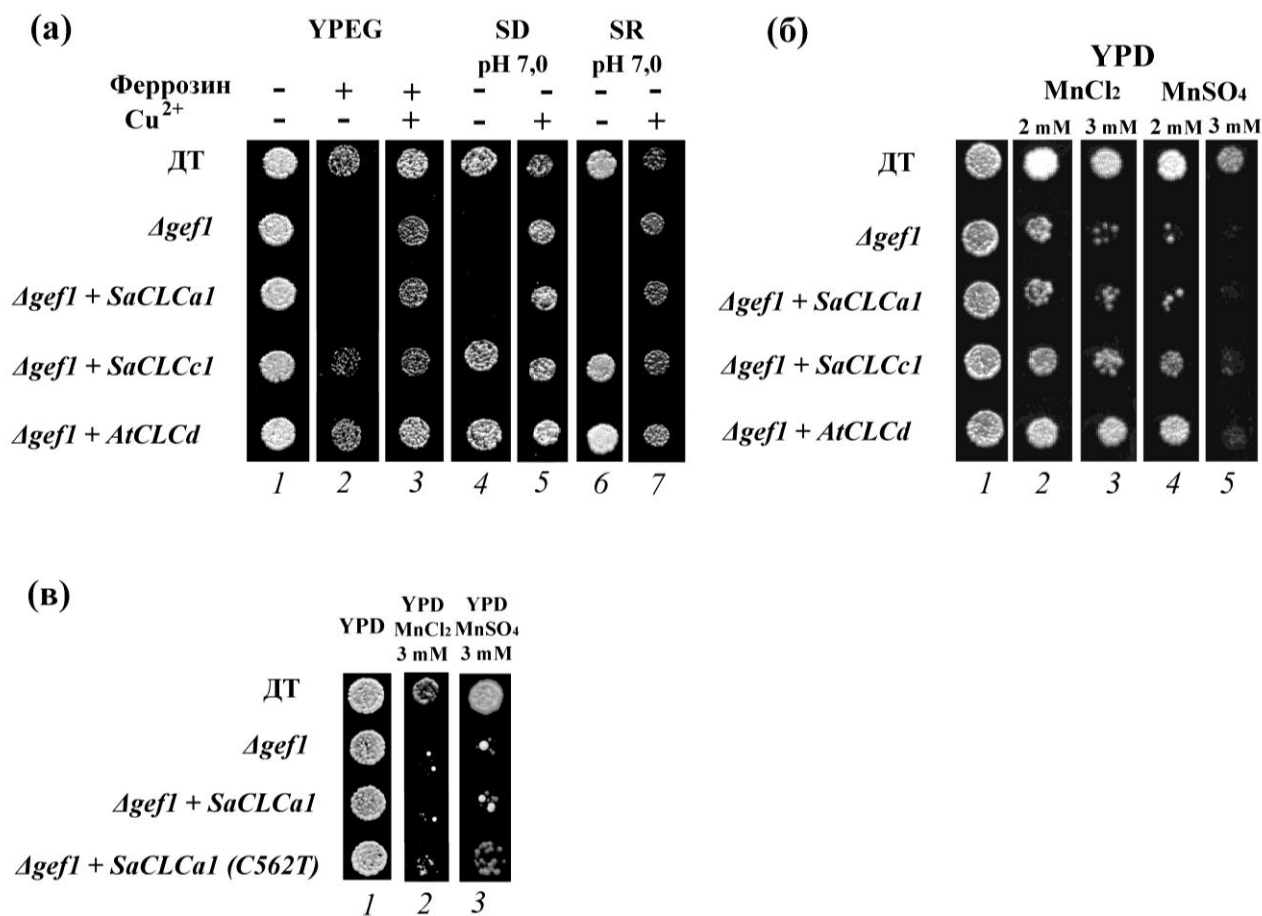 (а)
YPEG SD SR
pH 7,0 pH 7,0
Феррозин - + + - - - -
Cu2+ - - + - + - +
ДТ
Δgef1
Δgef1 + SaCLCa1
Δgef1 + SaCLCc1
Δgef1 + AtCLCd
1 2 3 4 5 6 7
(б)
YPD
MnCl2 MnSO4
2 mM 3 mM 2 mM 3 mM
ДТ
Δgef1
Δgef1 + SaCLCa1
Δgef1 + SaCLCc1
Δgef1 + AtCLCd
1 2 3 4 5
(в)
YPD YPD
YPD MnCl2 MnSO4
3 mM 3 mM
ДТ
Δgef1
Δgef1 + SaCLCa1
Δgef1 + SaCLCa1 (C562T)
1 2 3